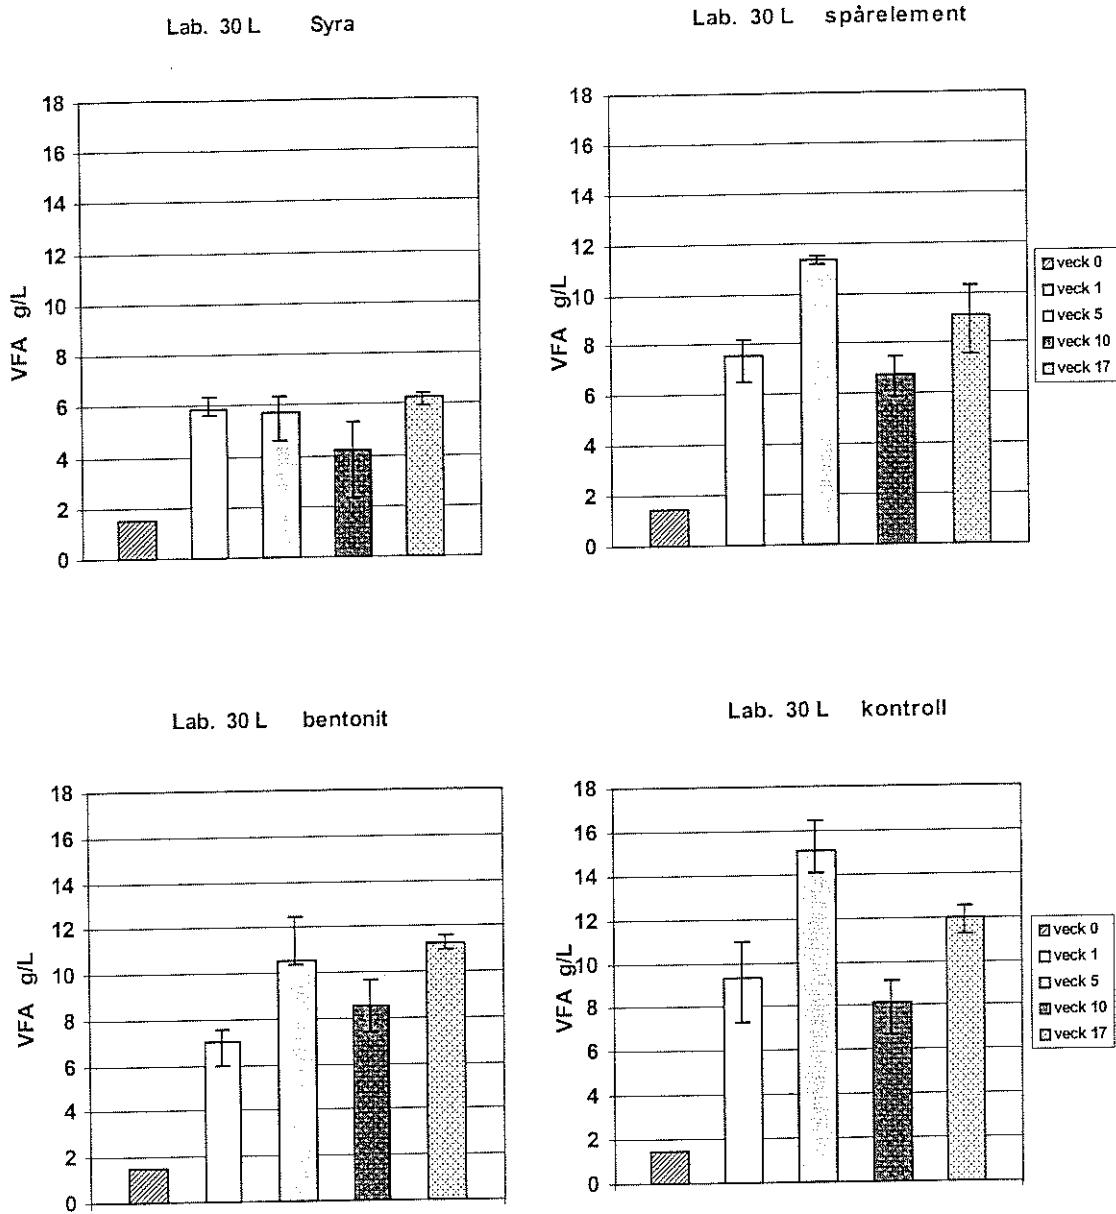 Lab. 30 L Syra
18
16
14
12
10
8
6
4
2
0
VFA g/L
Lab. 30 L spårelement
18
16
14
12
10
8
6
4
2
0
VFA g/L
veck 0
veck 1
veck 5
veck 10
veck 17
Lab. 30 L bentonit
18
16
14
12
10
8
6
4
2
0
VFA g/L
Lab. 30 L kontroll
18
16
14
12
10
8
6
4
2
0
VFA g/L
veck 0
veck 1
veck 5
veck 10
veck 17